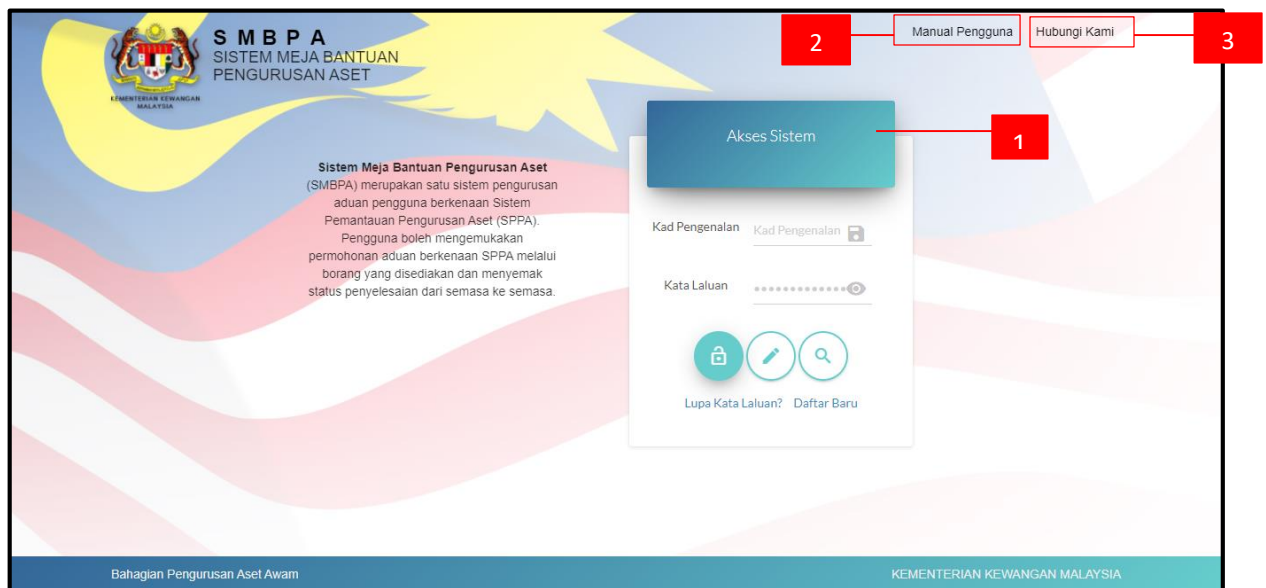 S M B P A
SISTEM MEJA BANTUAN
PENGURUSAN ASET
KEMENTERIAN KEWANGAN
MALAYSIA
2
Manual Pengguna
Hubungi Kami
3
Akses Sistem
1
Sistem Meja Bantuan Pengurusan Aset
(SMBPA) merupakan satu sistem pengurusan
aduan pengguna berkenaan Sistem
Pemantauan Pengurusan Aset (SPPA).
Pengguna boleh mengemukakan
permohonan aduan berkenaan SPPA melalui
borang yang disediakan dan menyemak
status penyelesaian dari semasa ke semasa.
Kad Pengenalan
Kad Pengenalan
Kata Laluan
Lupa Kata Laluan?
Daftar Baru
Bahagian Pengurusan Aset Awam
KEMENTERIAN KEWANGAN MALAYSIA